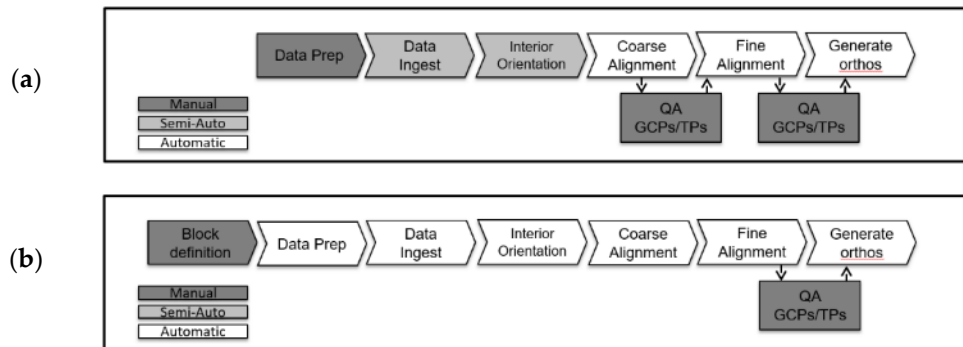 (a)
Data Prep
Data
Ingest
Interior
Orientation
Coarse
Alignment
Fine
Alignment
Generate
orthos
QA
GCPs/TPs
QA
GCPs/TPs
Manual
Semi-Auto
Automatic
(b)
Block
definition
Data Prep
Data
Ingest
Interior
Orientation
Coarse
Alignment
Fine
Alignment
Generate
orthos
QA
GCPs/TPs
Manual
Semi-Auto
Automatic